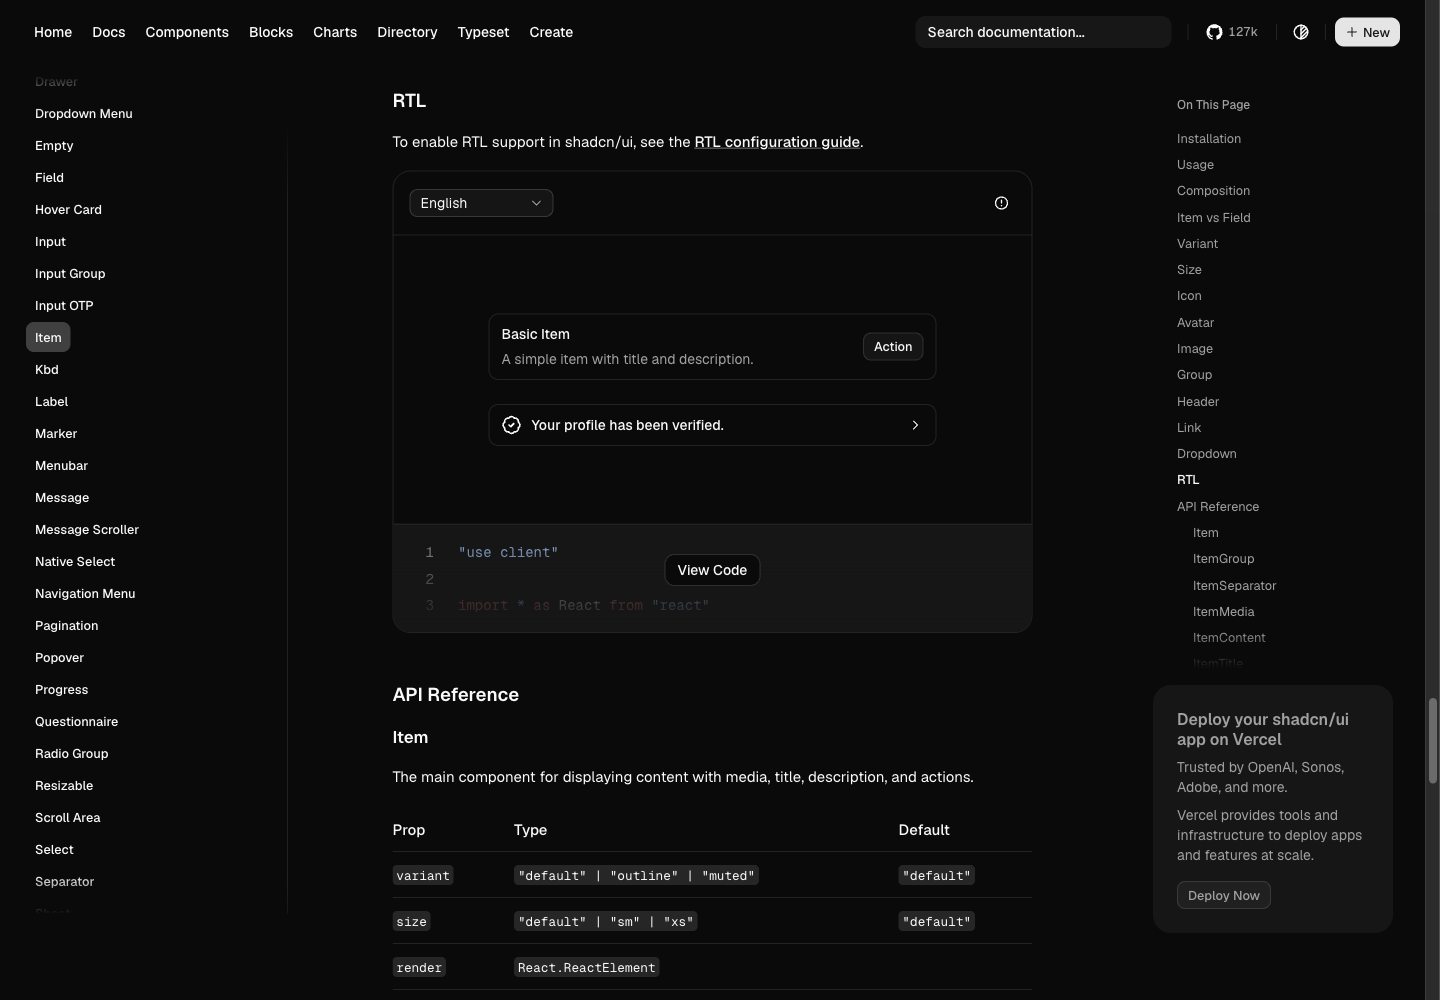 Home Docs Components Blocks Charts Directory Typeset Create
Search documentation...
127k
New
Drawer
Dropdown Menu
Empty
Field
Hover Card
Input
Input Group
Input OTP
Item
Kbd
Label
Marker
Menubar
Message
Message Scroller
Native Select
Navigation Menu
Pagination
Popover
Progress
Questionnaire
Radio Group
Resizable
Scroll Area
Select
Separator
RTL
To enable RTL support in shadcn/ui, see the RTL configuration guide.
English
Basic Item
A simple item with title and description.
Action
Your profile has been verified.
1 "use client"
2
3 import * as React from "react"
View Code
API Reference
Item
The main component for displaying content with media, title, description, and actions.
Prop Type Default
variant "default" | "outline" | "muted" "default"
size "default" | "sm" | "xs" "default"
render React.ReactElement
On This Page
Installation
Usage
Composition
Item vs Field
Variant
Size
Icon
Avatar
Image
Group
Header
Link
Dropdown
RTL
API Reference
Item
ItemGroup
ItemSeparator
ItemMedia
ItemContent
ItemTitle
Deploy your shadcn/ui
app on Vercel
Trusted by OpenAI, Sonos,
Adobe, and more.
Vercel provides tools and
infrastructure to deploy apps
and features at scale.
Deploy Now